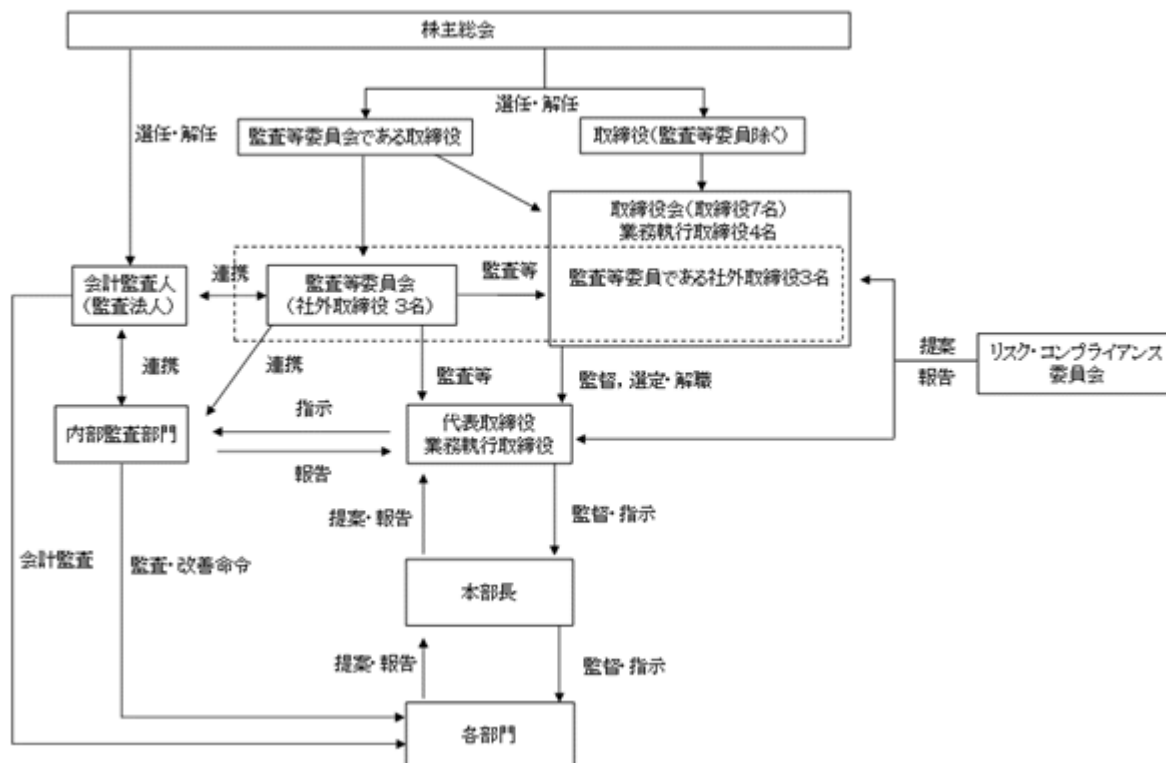 株主総会
選任・解任
選任・解任
監査等委員会である取締役
取締役(監査等委員除く)
取締役会(取締役7名)
業務執行取締役4名
監査等委員である社外取締役3名
会計監査人
(監査法人)
連携
監査等委員会
(社外取締役 3名)
監査等
提案
報告
リスク・コンプライアンス
委員会
連携
連携
監査等
監督, 選定・解職
指示
内部監査部門
代表取締役
業務執行取締役
報告
提案・報告
監督・指示
会計監査
監査・改善命令
本部長
提案・報告
監督・指示
各部門